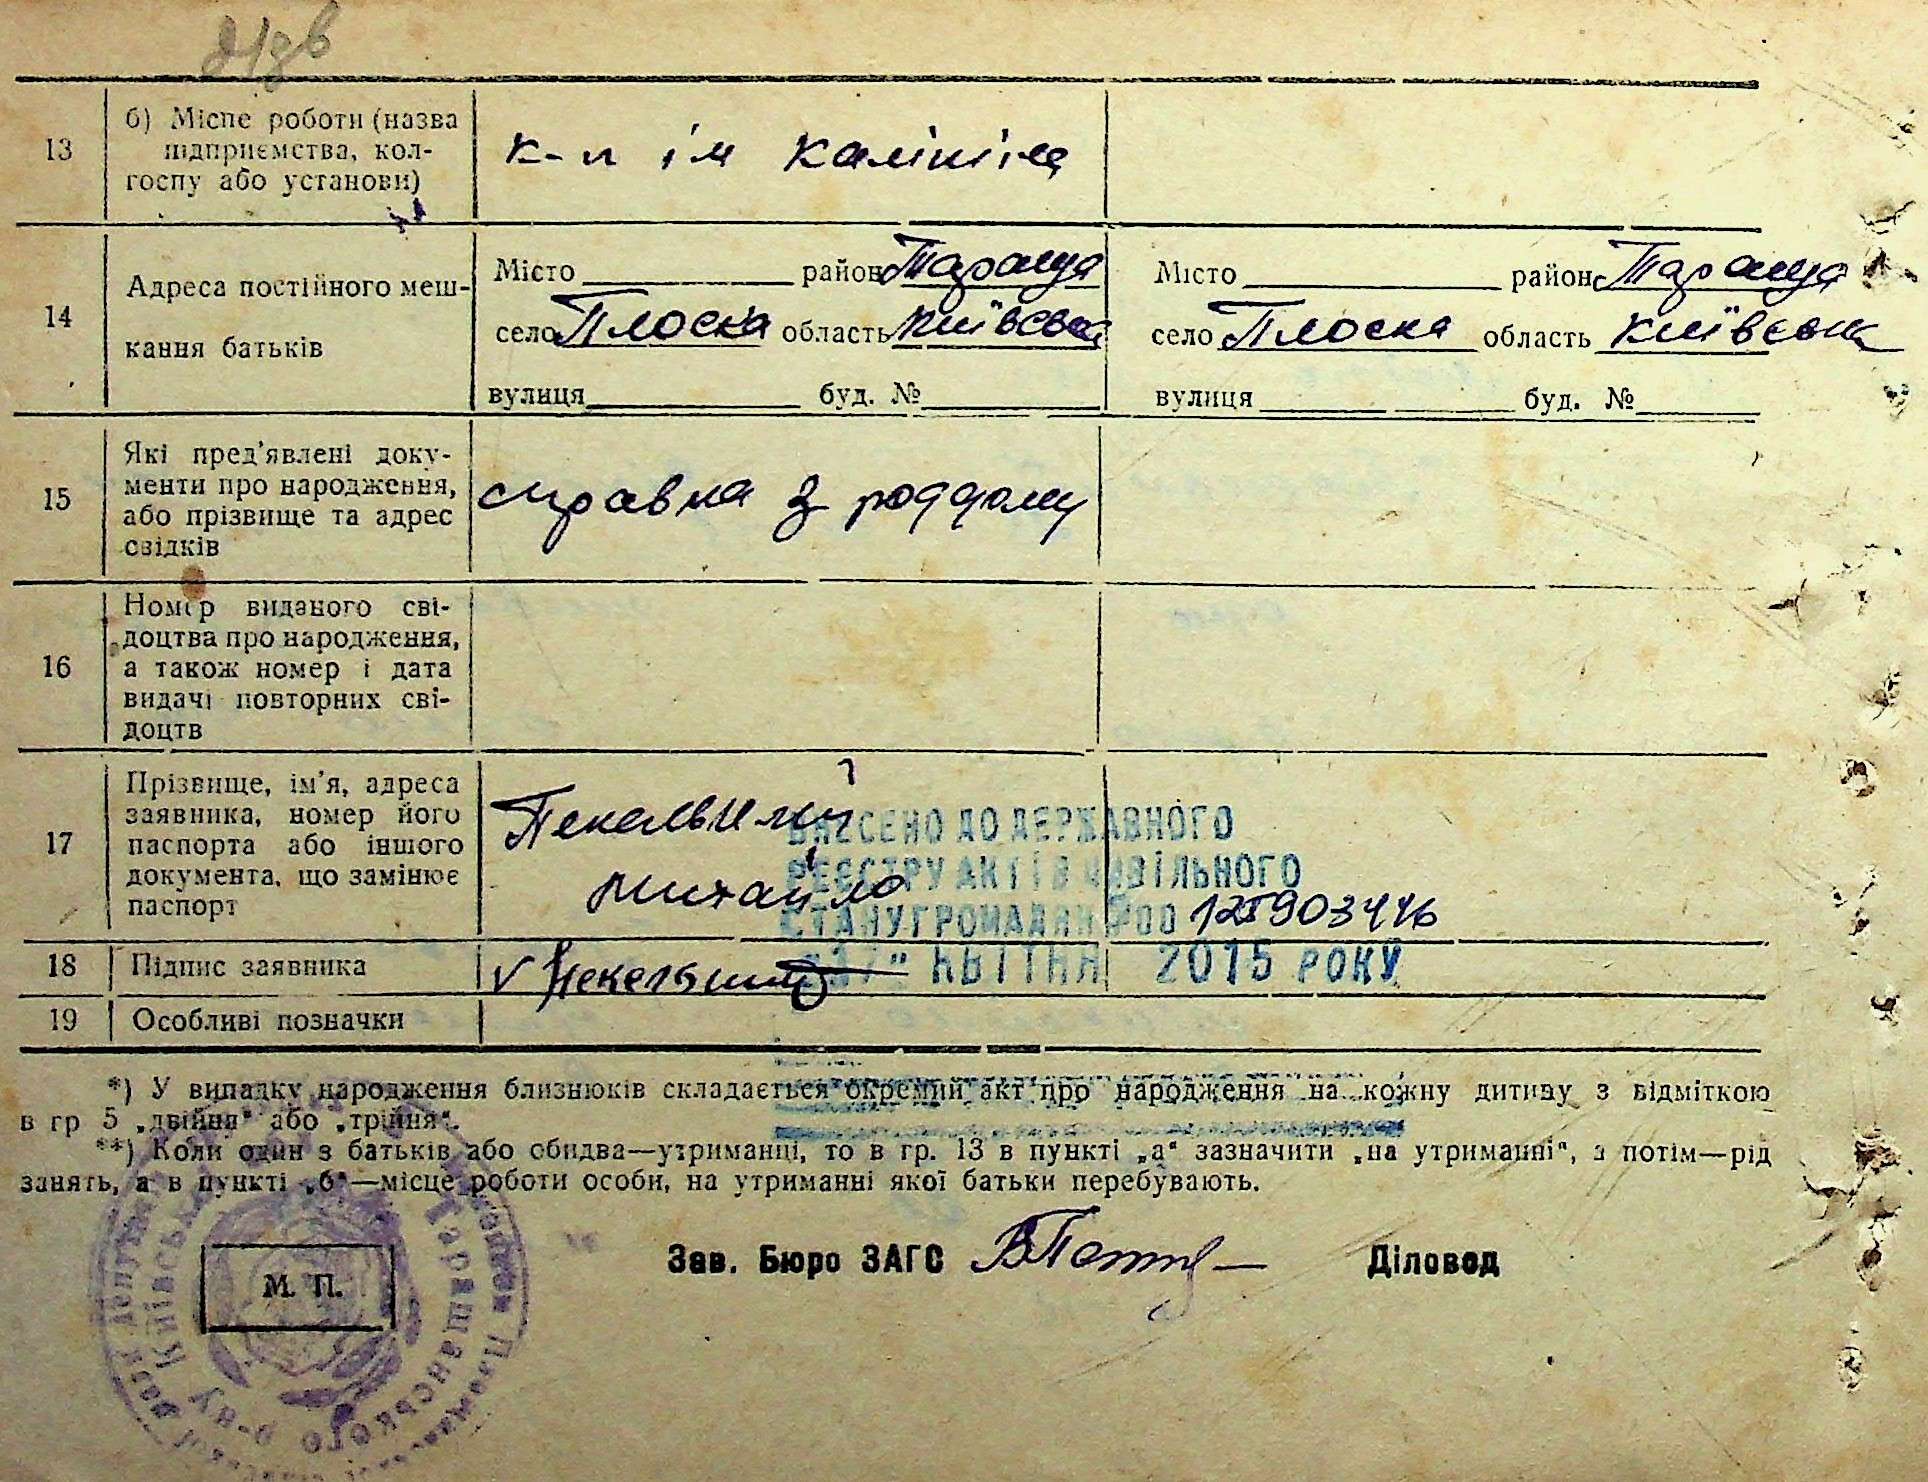 13
б) Місце роботи (назва
підприємства, кол-
госпу або установи)
к-п ім Калініна
14
Адреса постійного меш-
кання батьків
Місто район Тараща
село Плоска область Київськ
вулиця буд. №
Місто район Тараща
село Плоска область Київськ
вулиця буд. №
15
Які пред'явлені доку-
менти про народження,
або прізвище та адрес
свідків
справка з роддому
16
Номер виданого сві-
доцтва про народження,
а також номер і дата
видачі повторних сві-
доцтв
17
Прізвище, ім'я, адреса
заявника, номер його
паспорта або іншого
документа, що замінює
паспорт
Пекельний
Михайло
ВНЕСЕНО ДО ДЕРЖАВНОГО
РЕЄСТРУ АКТІВ ЦИВІЛЬНОГО
СТАНУ ГРОМАДЯН
"17" КВІТНЯ 2015 РОКУ
18
Підпис заявника
19
Особливі позначки
*) У випадку народження близнюків складається окремий акт про народження на кожну дитину з відміткою
в гр 5 „двійня“ або „трійня“.
**) Коли один з батьків або обидва—утриманці, то в гр. 13 в пункті „а“ зазначити „на утриманні“, а потім—рід
занять, а в пункті „б“—місце роботи особи, на утриманні якої батьки перебувають.
М. П.
Зав. Бюро ЗАГС
Діловод
Таращанського р-ну Київської